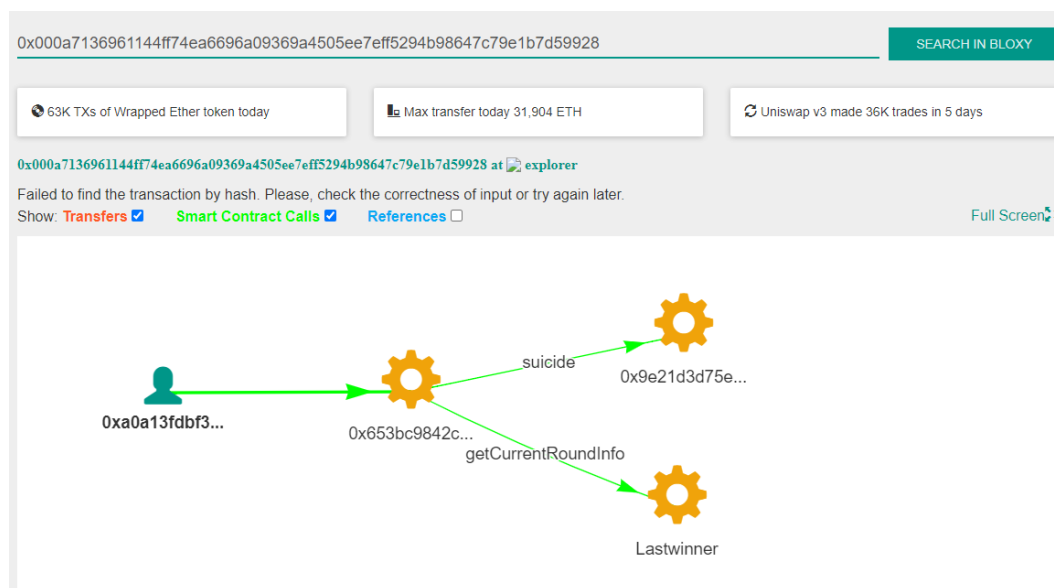 0x000a7136961144ff74ea6696a09369a4505ee7eff5294b98647c79e1b7d59928 SEARCH IN BLOXY
63K TXs of Wrapped Ether token today Max transfer today 31,904 ETH Uniswap v3 made 36K trades in 5 days
0x000a7136961144ff74ea6696a09369a4505ee7eff5294b98647c79e1b7d59928 at explorer
Failed to find the transaction by hash. Please, check the correctness of input or try again later.
Show: Transfers Smart Contract Calls References Full Screen
suicide
0x9e21d3d75e...
0xa0a13fdbf3...
0x653bc9842c...
getCurrentRoundInfo
Lastwinner